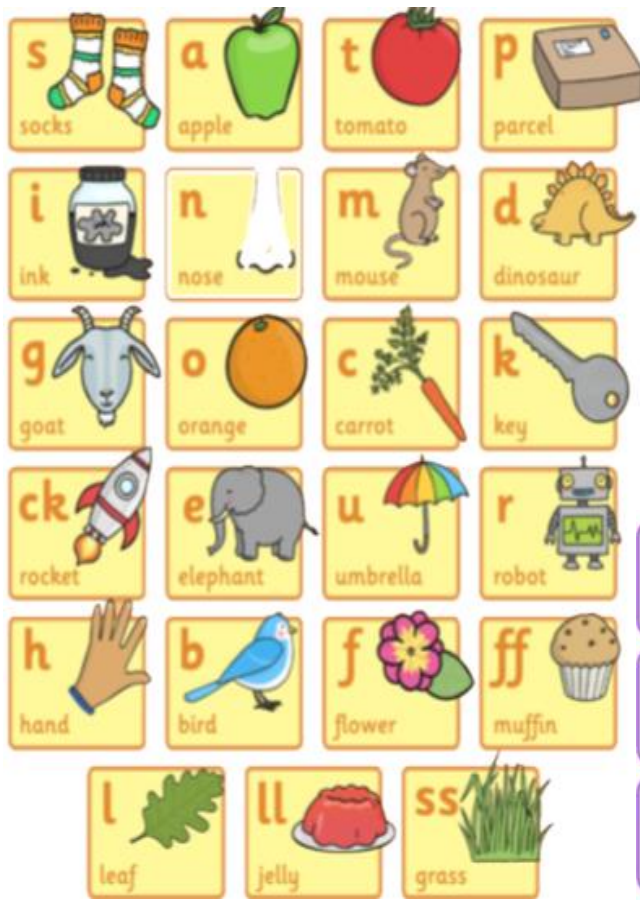 s
socks
a
apple
t
tomato
p
parcel
i
ink
n
nose
m
mouse
d
dinosaur
g
goat
o
orange
c
carrot
k
key
ck
rocket
e
elephant
u
umbrella
r
robot
h
hand
b
bird
f
flower
ff
muffin
l
leaf
ll
jelly
ss
grass